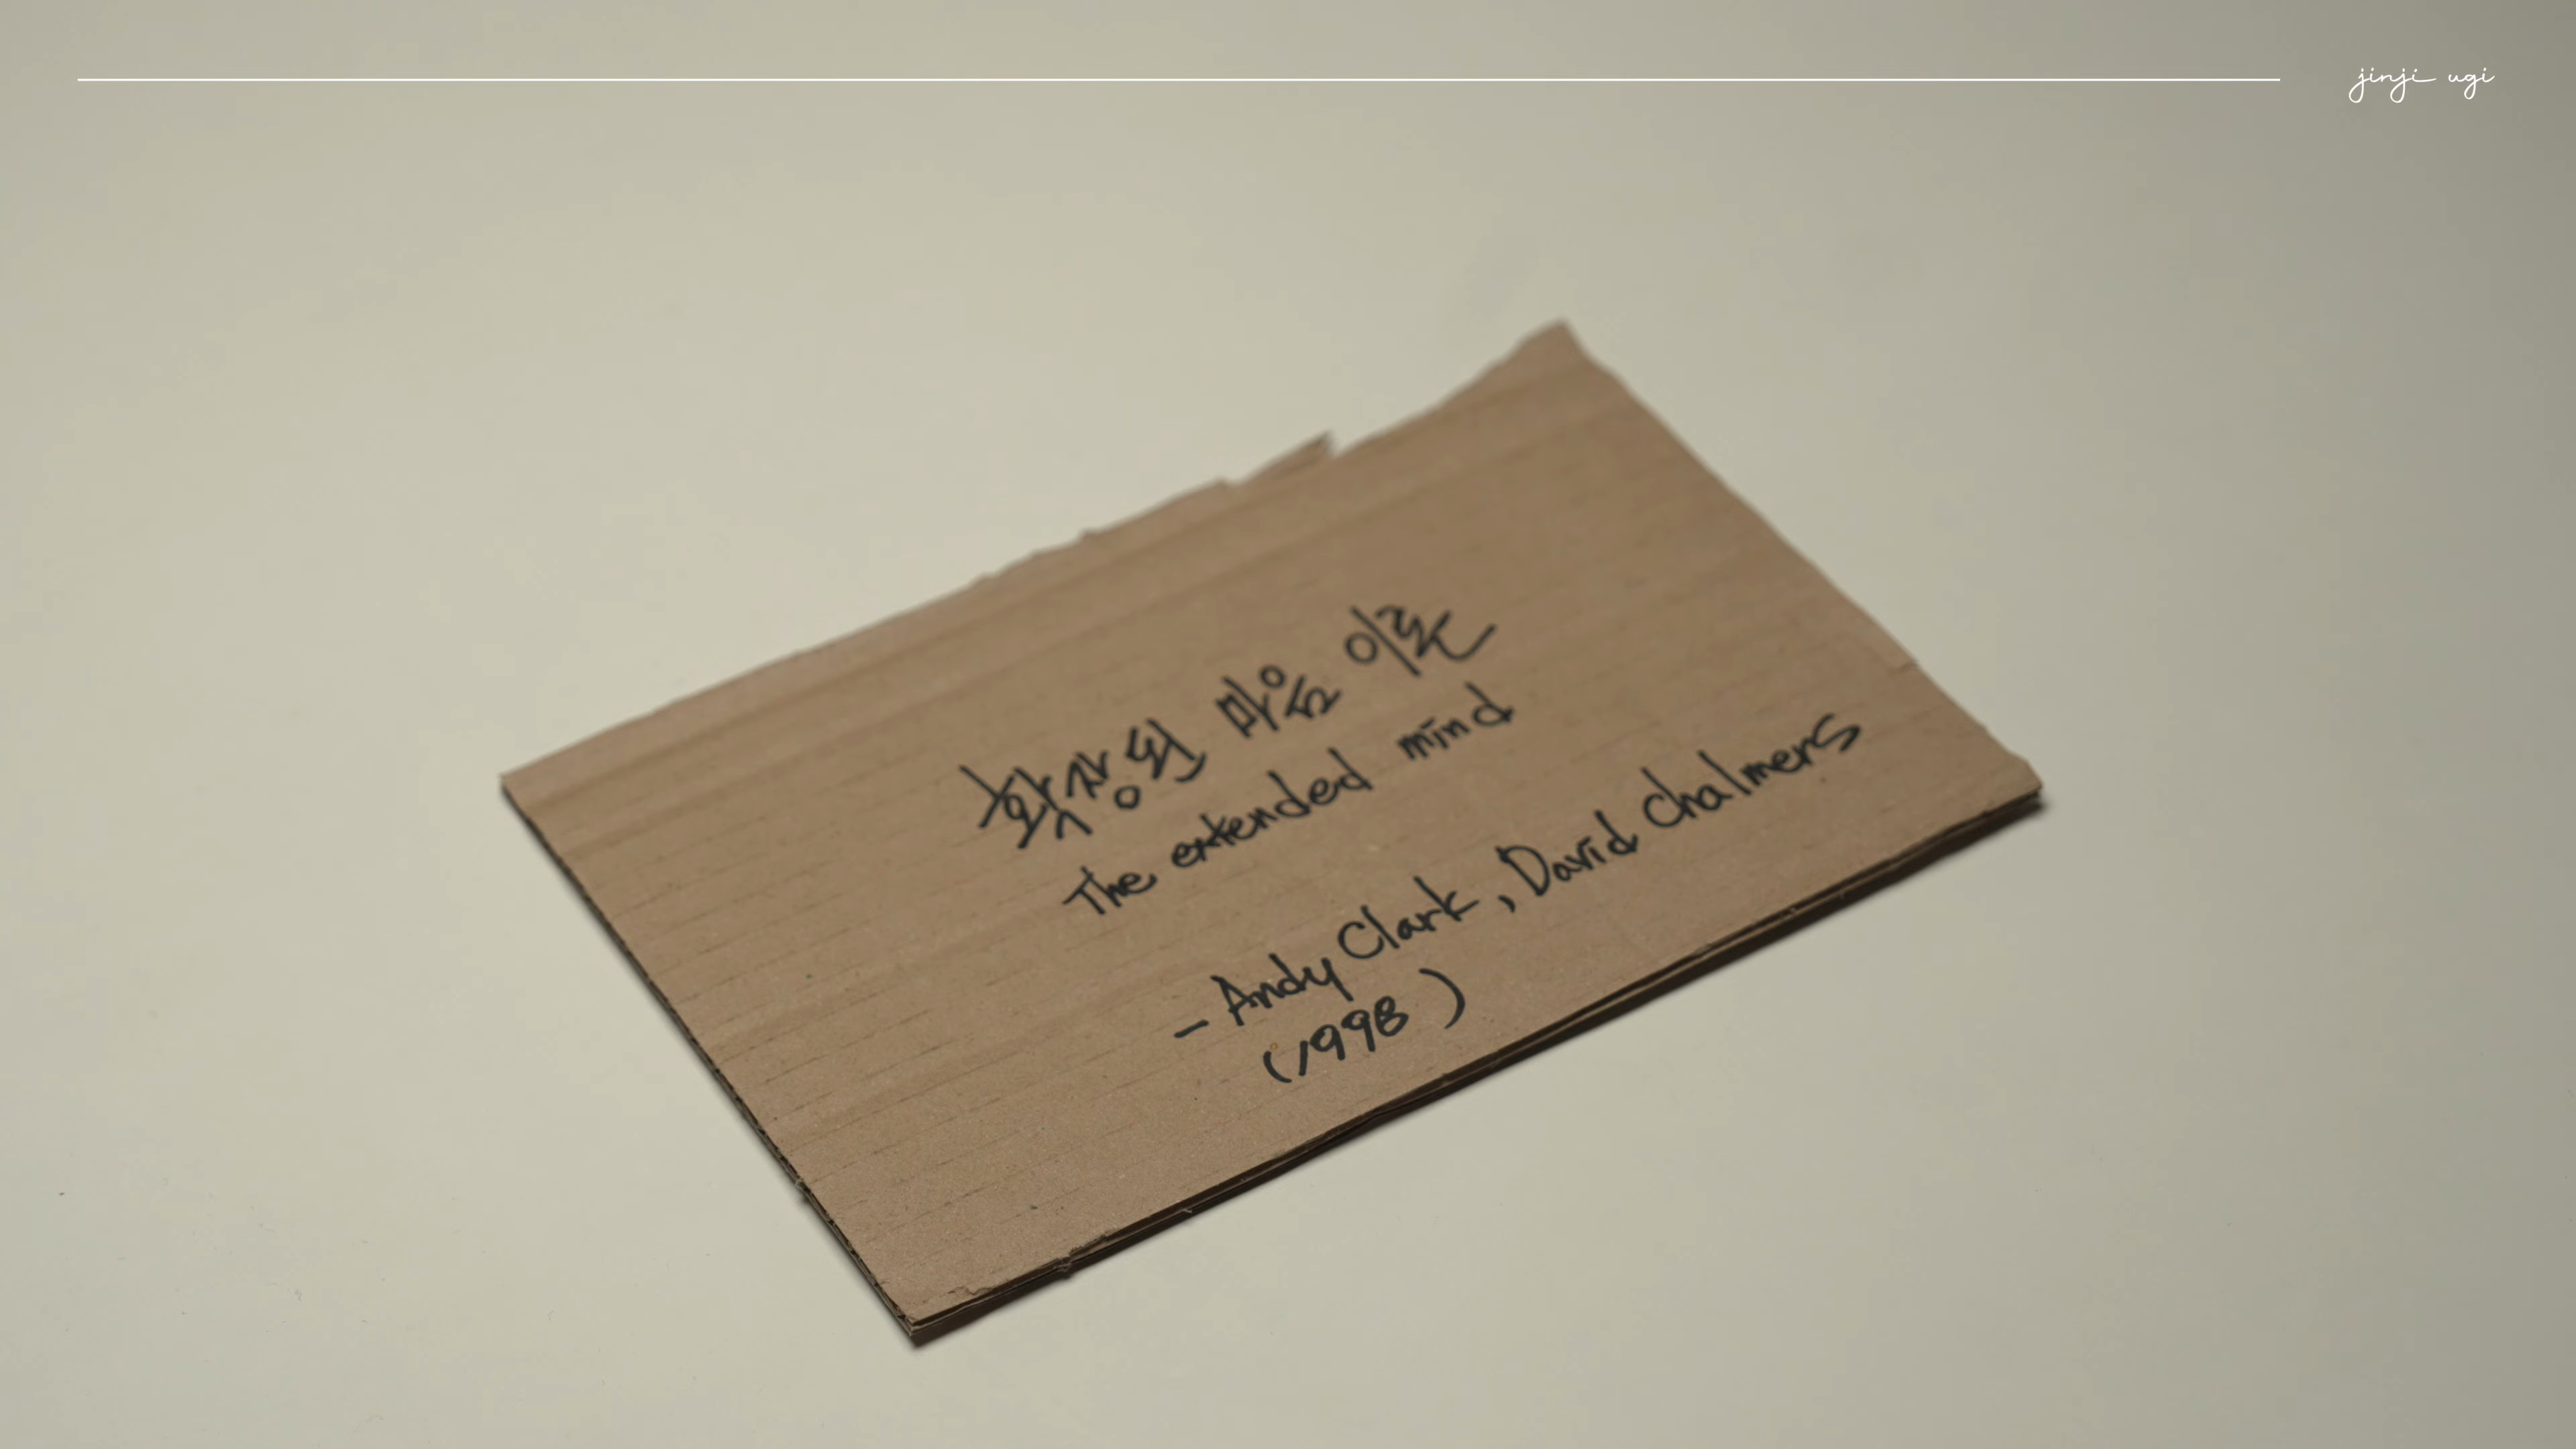 jinji ugi
확장된 마음 이론
The extended mind
- Andy Clark, David Chalmers
(1998)